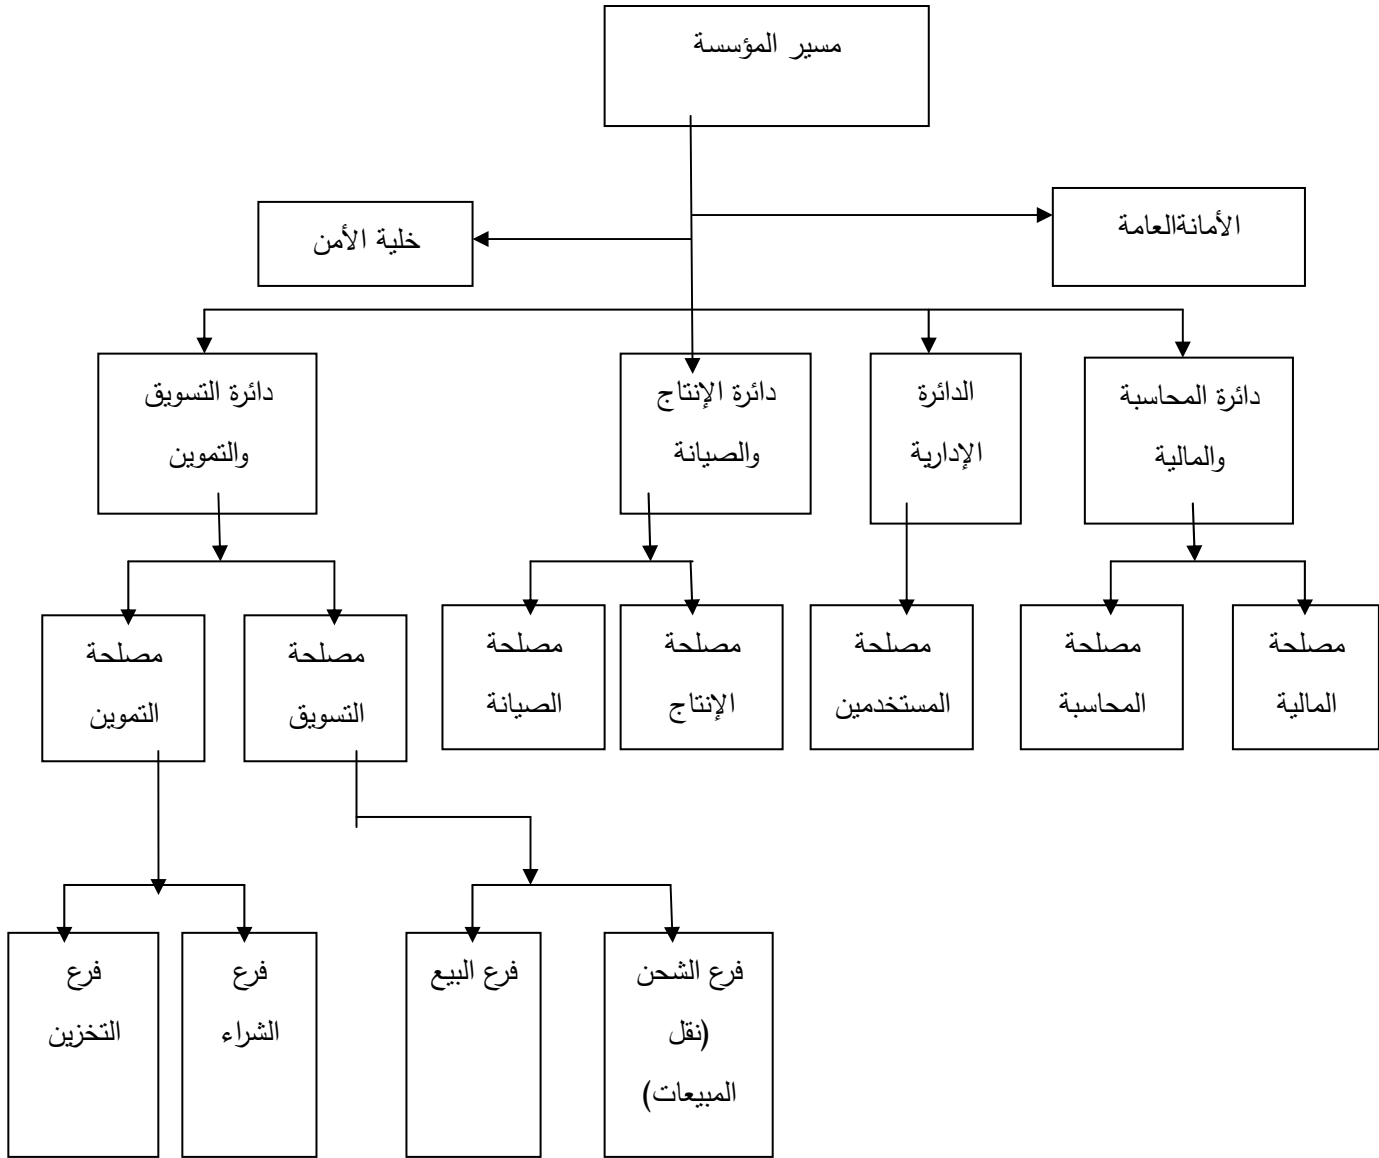 مسير المؤسسة
الأمانةالعامة
خلية الأمن
دائرة المحاسبة
والمالية
الدائرة
الإدارية
دائرة الإنتاج
والصيانة
دائرة التسويق
والتموين
مصلحة
المالية
مصلحة
المحاسبة
مصلحة
المستخدمين
مصلحة
الإنتاج
مصلحة
الصيانة
مصلحة
التسويق
مصلحة
التموين
فرع الشحن
(نقل
المبيعات)
فرع البيع
فرع
الشراء
فرع
التخزين